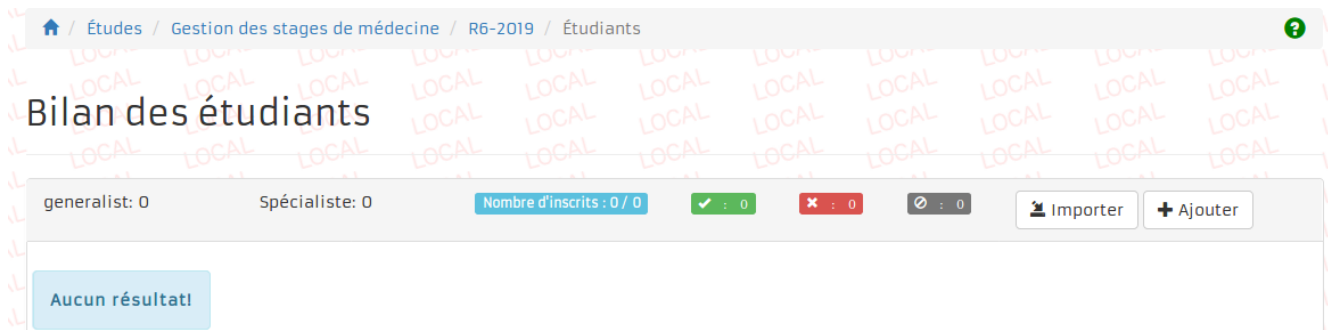 / Études / Gestion des stages de médecine / R6-2019 / Étudiants
Bilan des étudiants
generalist: 0 Spécialiste: 0 Nombre d'inscrits : 0 / 0 : 0 : 0 : 0 Importer Ajouter
Aucun résultat!
LOCAL